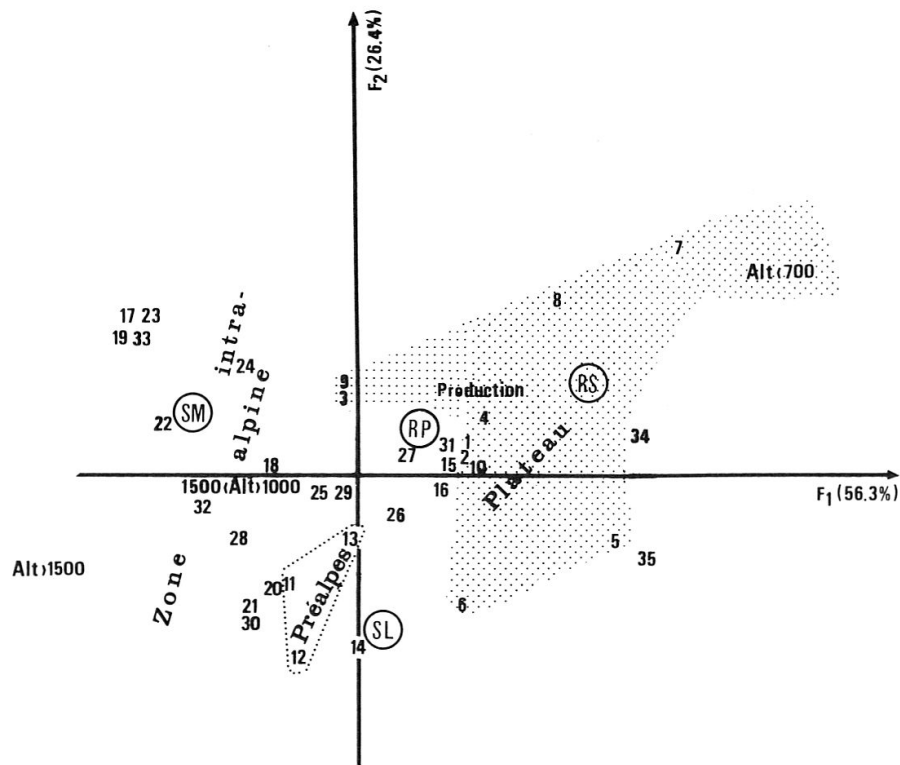 F2 (26.4%)
7
Alt‹700
8
17 23
19 33
intra-
alpine
24
9
3
Production
RS
22
SM
4
RP
27
31
1
2
15
10
Plateau
34
18
F1 (56.3%)
1500‹Alt›1000
25
29
16
32
26
28
13
5
35
Alt›1500
Zone
20
11
Préalpes
21
30
6
SL
12
14